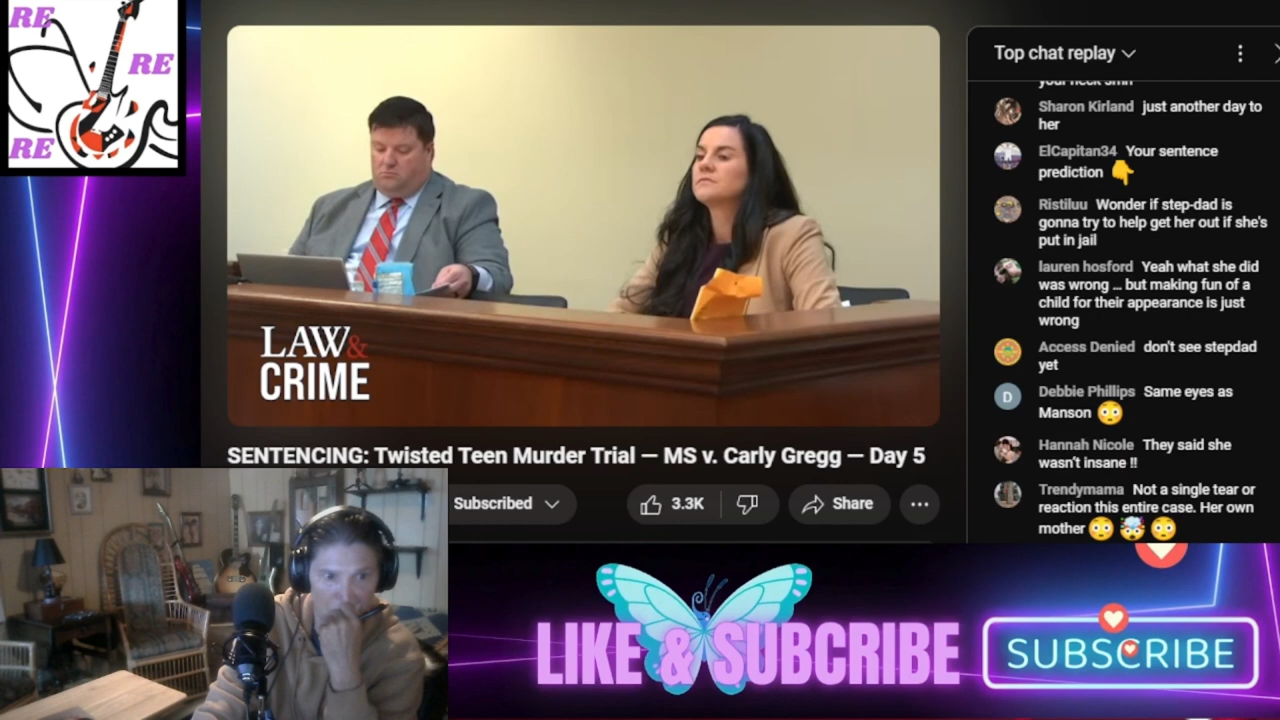 RE
RE
RE
LAW&
CRIME
SENTENCING: Twisted Teen Murder Trial — MS v. Carly Gregg — Day 5
Subscribed
3.3K
Share
Top chat replay
your neck smh
Sharon Kirland just another day to
her
ElCapitan34 Your sentence
prediction 👇
Ristiluu Wonder if step-dad is
gonna try to help get her out if she's
put in jail
lauren hosford Yeah what she did
was wrong ... but making fun of a
child for their appearance is just
wrong
Access Denied don't see stepdad
yet
D
Debbie Phillips Same eyes as
Manson 😳
Hannah Nicole They said she
wasn't insane !!
Trendymama Not a single tear or
reaction this entire case. Her own
mother 😳 🤯 😳
LIKE & SUBCRIBE
SUBSCRIBE